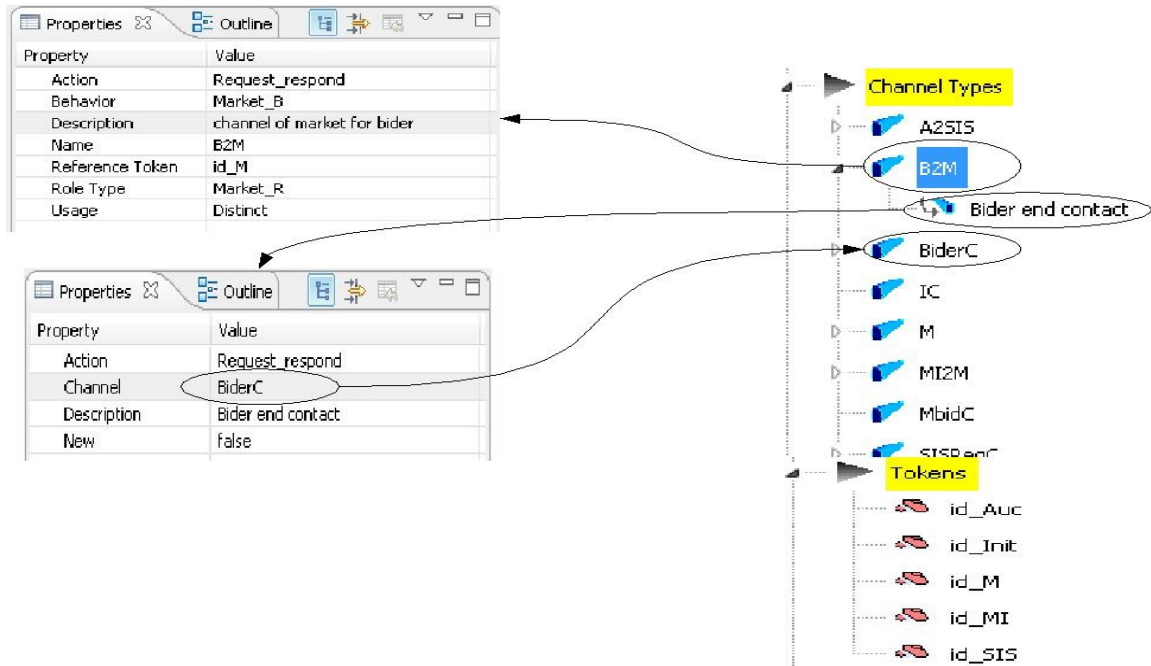 Properties Outline
Property Value
Action Request_respond
Behavior Market_B
Description channel of market for bider
Name B2M
Reference Token id_M
Role Type Market_R
Usage Distinct
Properties Outline
Property Value
Action Request_respond
Channel BiderC
Description Bider end contact
New false
Channel Types
A2SIS
B2M
Bider end contact
BiderC
IC
M
MI2M
MbidC
SISRegC
Tokens
id_Auc
id_Init
id_M
id_MI
id_SIS